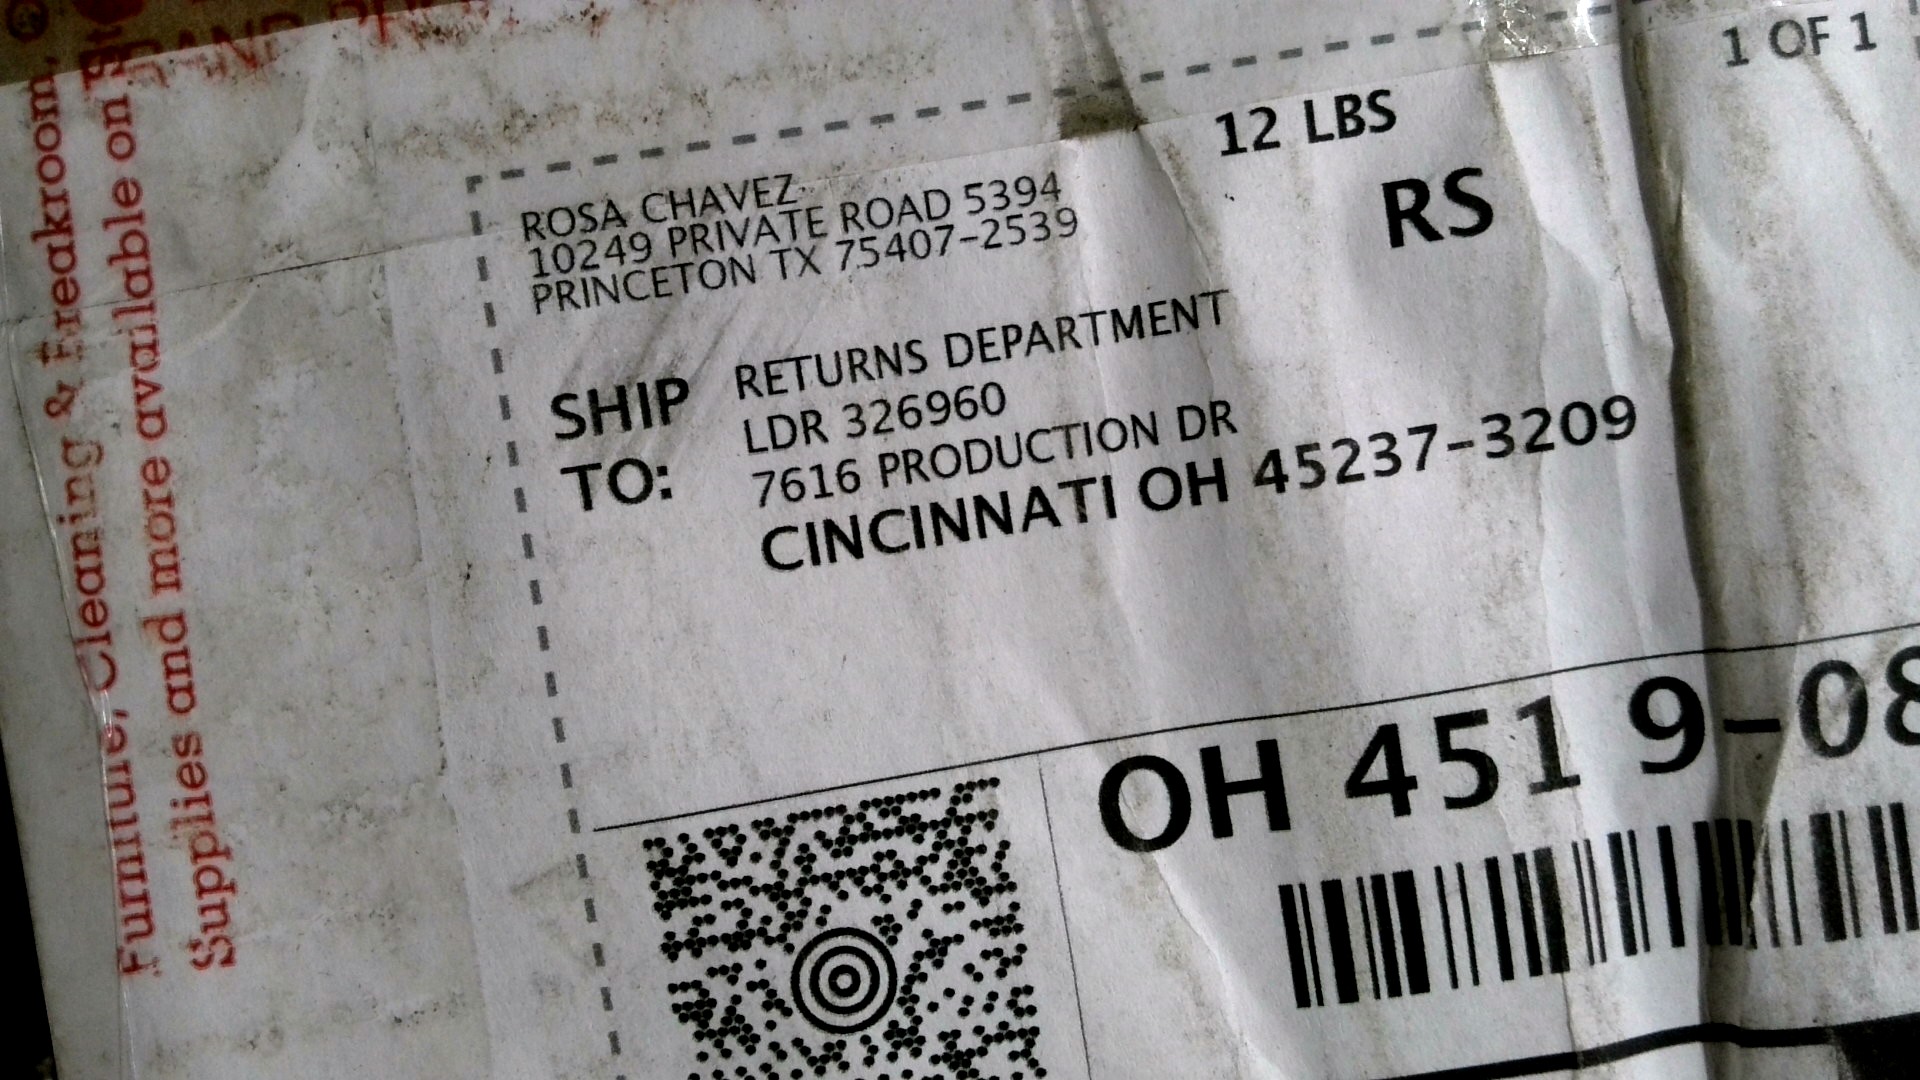 Furniture, Cleaning & Breakroom,
Supplies and more available on
1 OF 1
12 LBS
RS
ROSA CHAVEZ
10249 PRIVATE ROAD 5394
PRINCETON TX 75407-2539
SHIP TO:
RETURNS DEPARTMENT
LDR 326960
7616 PRODUCTION DR
CINCINNATI OH 45237-3209
OH 451 9-08